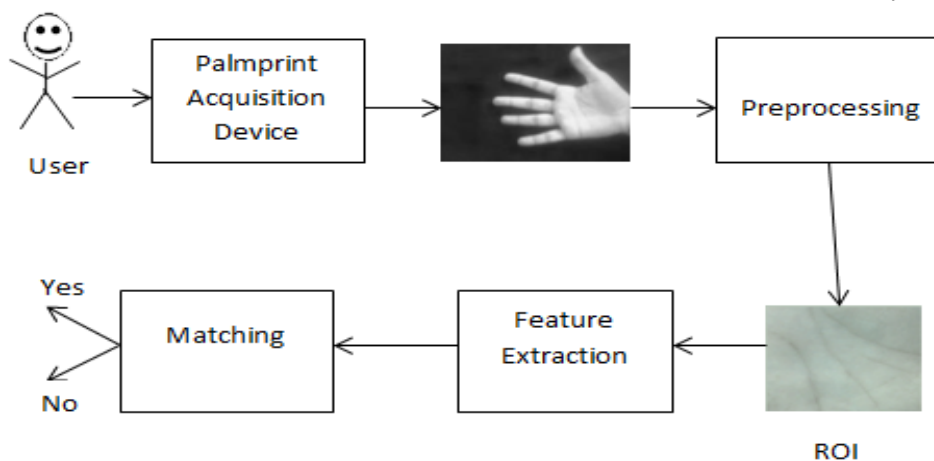 Palmprint
Acquisition
Device
Preprocessing
User
Yes
Matching
Feature
Extraction
No
ROI